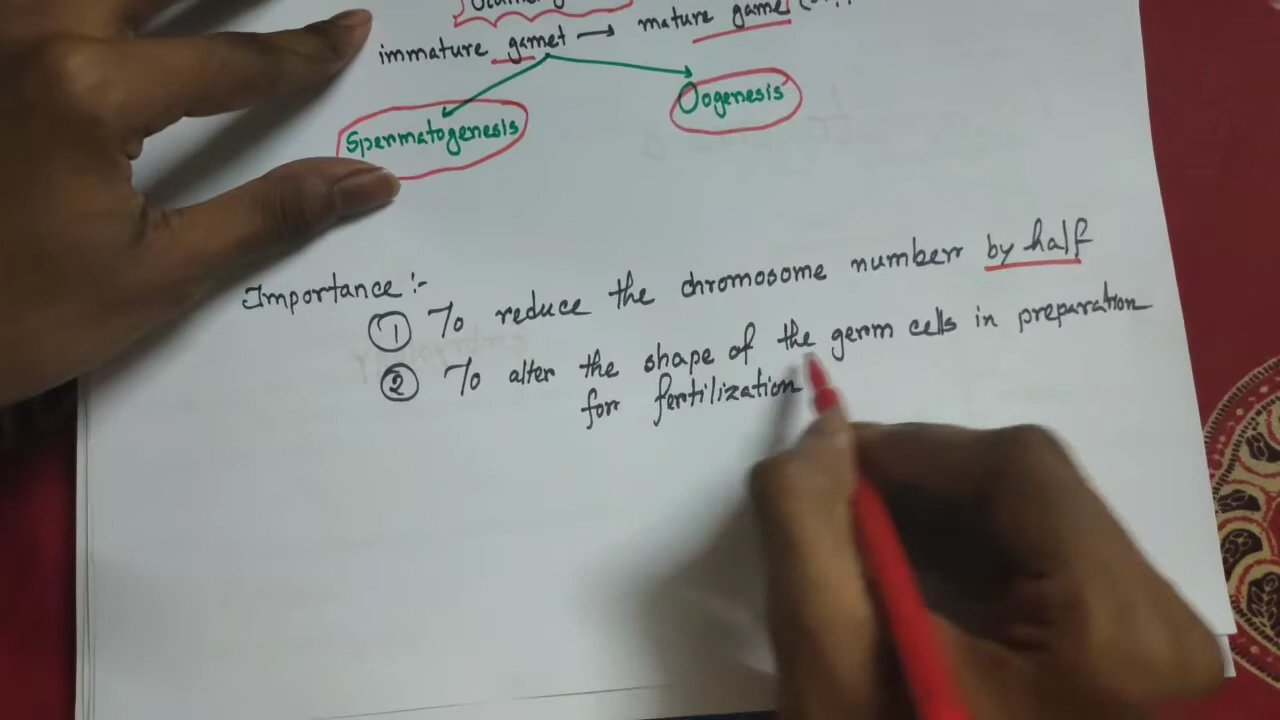 immature gamet → mature game
Spermatogenesis
Oogenesis
Importance :-
① To reduce the chromosome number by half
② To alter the shape of the germ cells in preparation
for fertilization